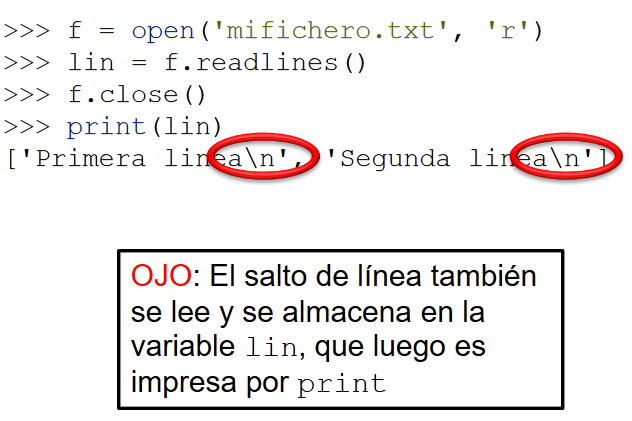 >>> f = open('mifichero.txt', 'r')
>>> lin = f.readlines()
>>> f.close()
>>> print(lin)
['Primera linea\n', 'Segunda linea\n']
OJO: El salto de línea también
se lee y se almacena en la
variable lin, que luego es
impresa por print